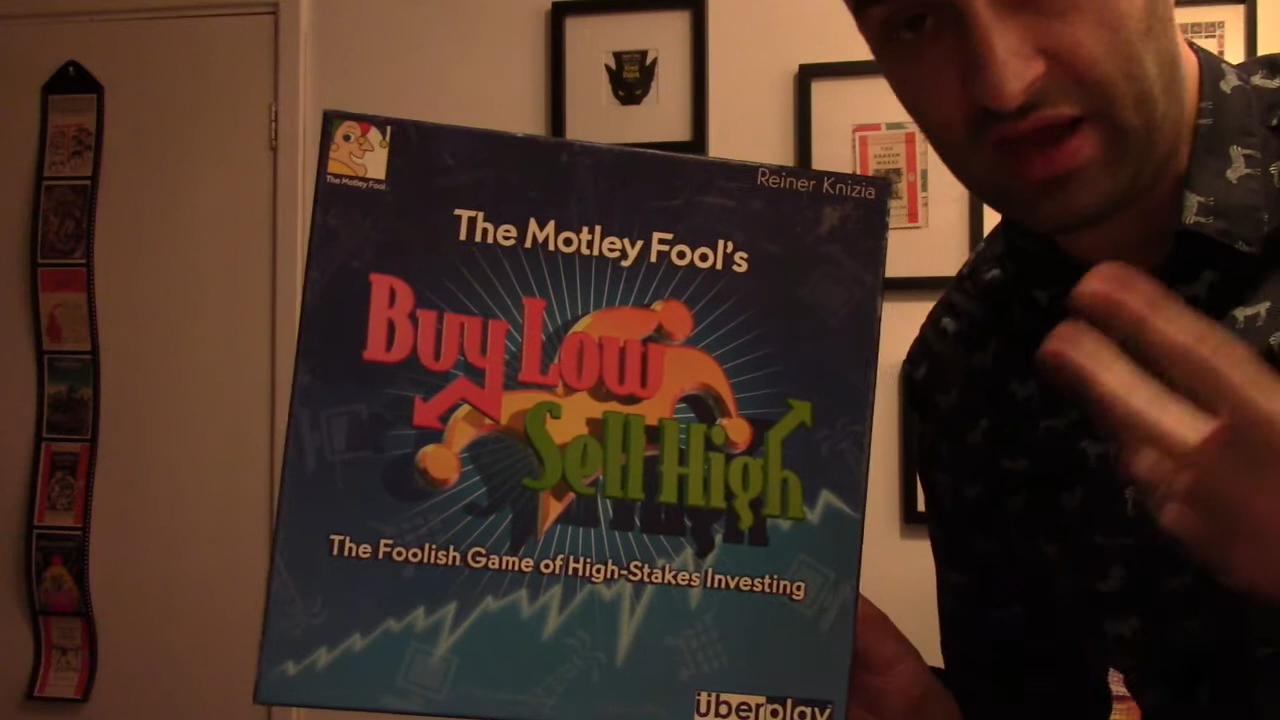 The Motley Fool
Reiner Knizia
The Motley Fool's
Buy Low
Sell High
The Foolish Game of High-Stakes Investing
überplay